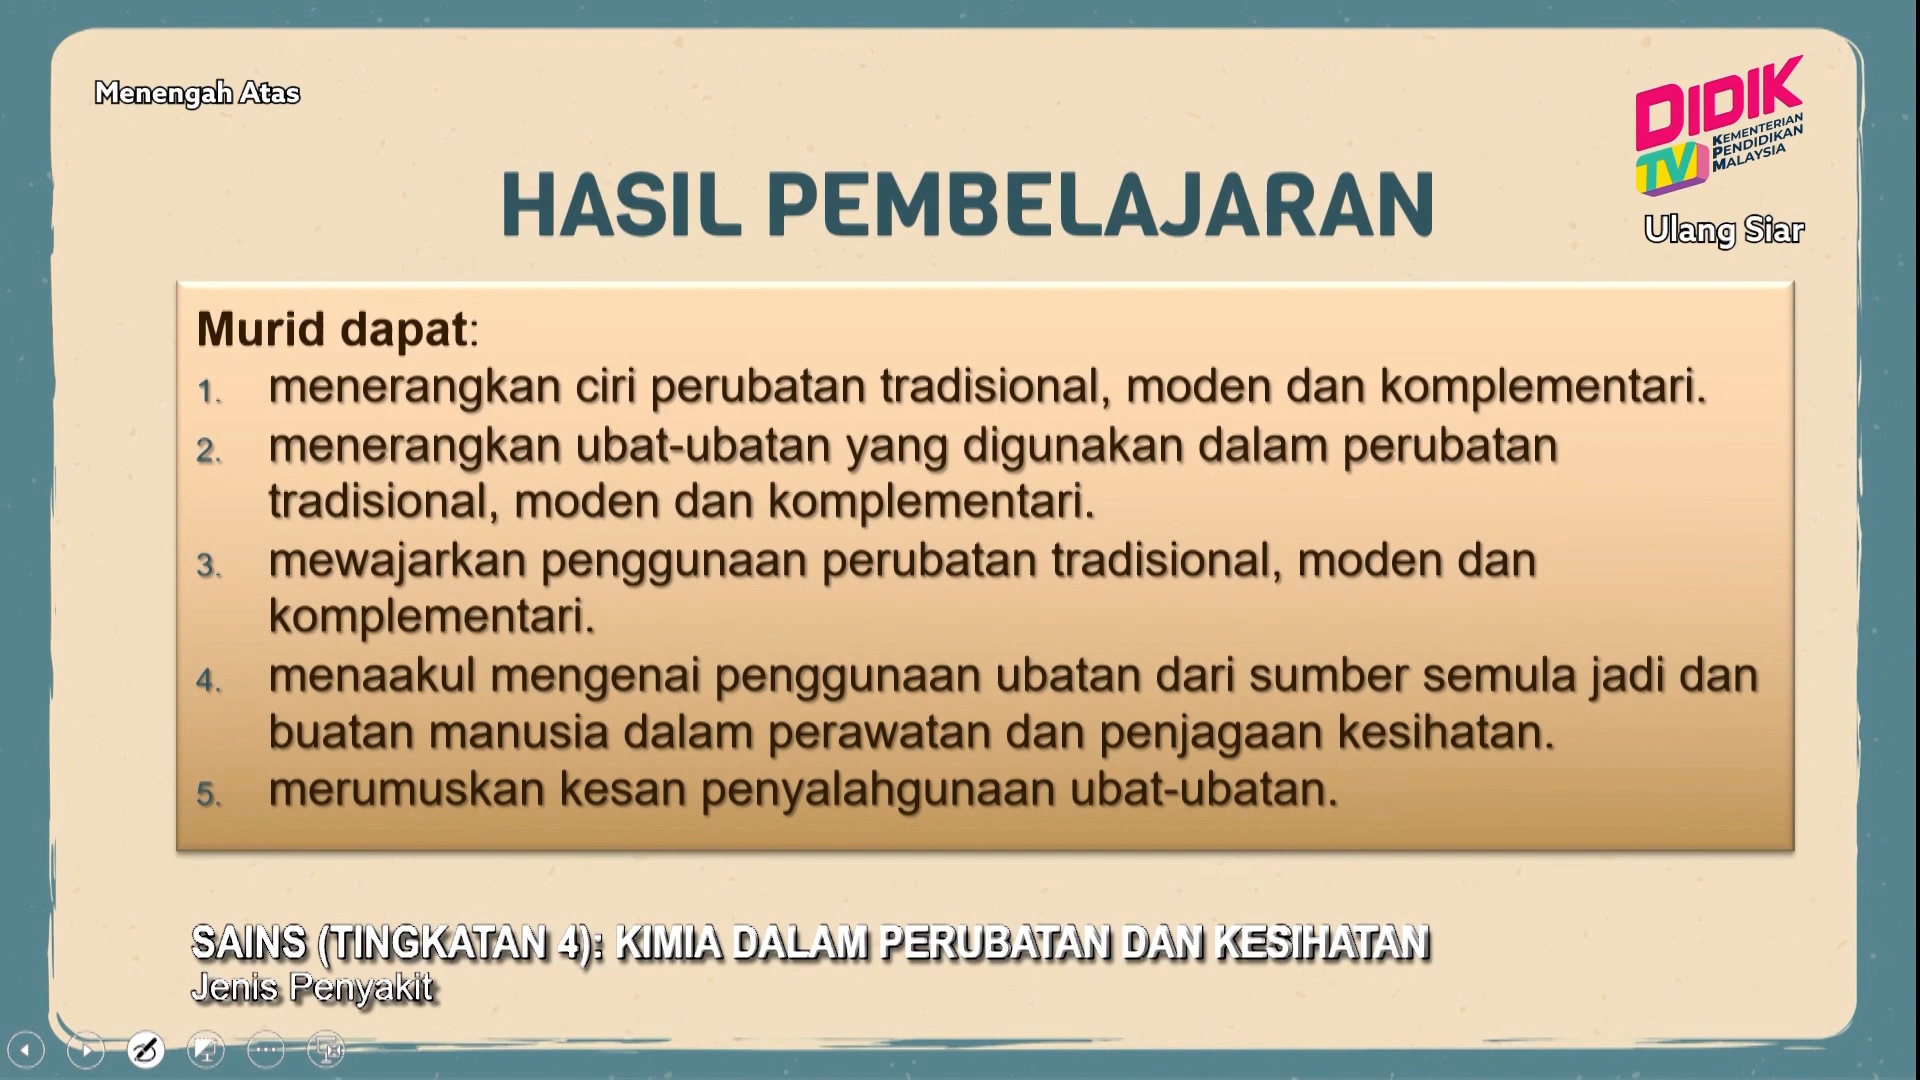 Menengah Atas
DIDIK
TV
KEMENTERIAN
PENDIDIKAN
MALAYSIA
Ulang Siar
HASIL PEMBELAJARAN
Murid dapat:
1. menerangkan ciri perubatan tradisional, moden dan komplementari.
2. menerangkan ubat-ubatan yang digunakan dalam perubatan
tradisional, moden dan komplementari.
3. mewajarkan penggunaan perubatan tradisional, moden dan
komplementari.
4. menaakul mengenai penggunaan ubatan dari sumber semula jadi dan
buatan manusia dalam perawatan dan penjagaan kesihatan.
5. merumuskan kesan penyalahgunaan ubat-ubatan.
SAINS (TINGKATAN 4): KIMIA DALAM PERUBATAN DAN KESIHATAN
Jenis Penyakit